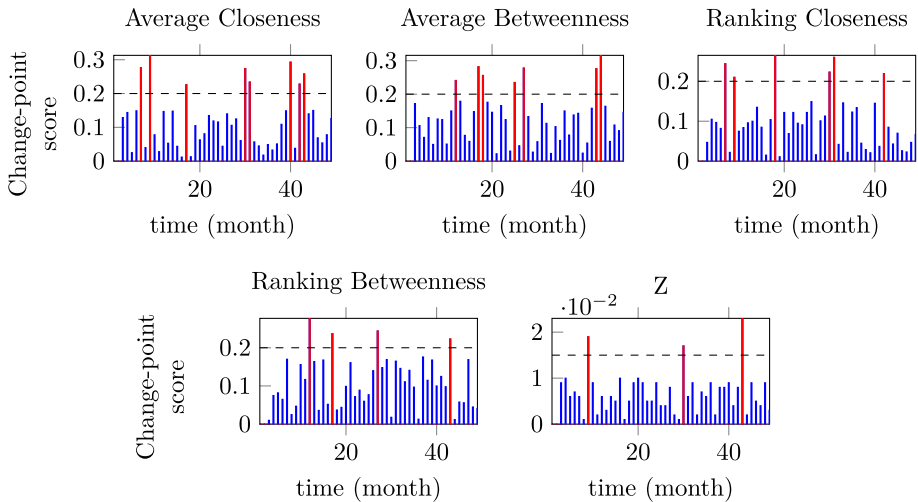 Average Closeness
Average Betweenness
Ranking Closeness
Change-point
score
0.3
0.2
0.1
0
20
40
time (month)
0.3
0.2
0.1
0
20
40
time (month)
0.2
0.1
0
20
40
time (month)
Ranking Betweenness
Z
Change-point
score
0.2
0.1
0
20
40
time (month)
·10⁻²
2
1
0
20
40
time (month)